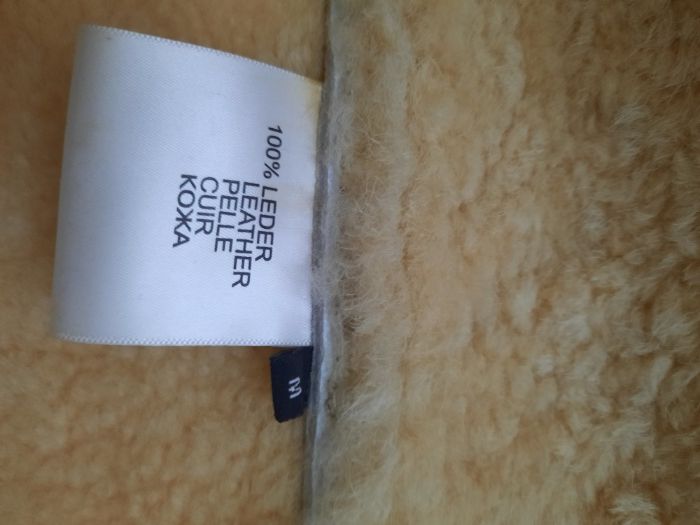 100% LEDER
LEATHER
PELLE
CUIR
КОЖА
M